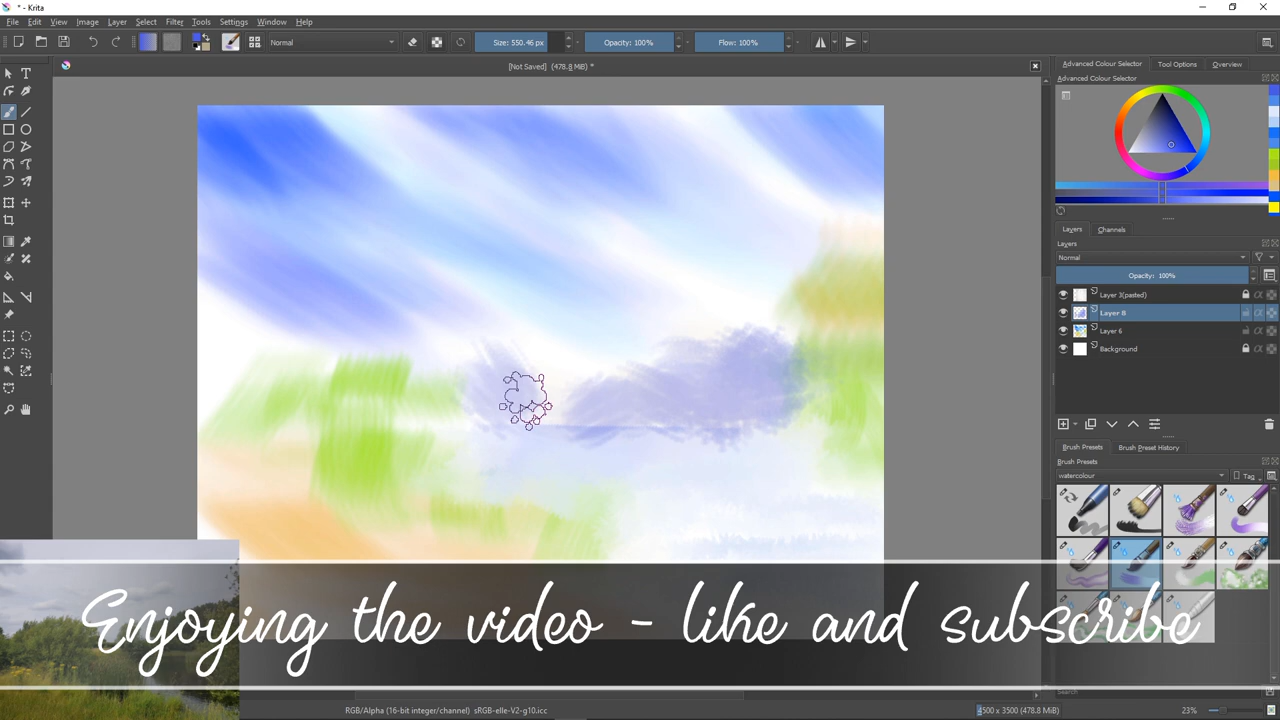 * - Krita
File Edit View Image Layer Select Filter Tools Settings Window Help
Normal Size: 550.46 px Opacity: 100% Flow: 100%
[Not Saved] (478.8 MiB) *
Advanced Colour Selector Tool Options Overview
Advanced Colour Selector
Layers Channels
Layers
Normal
Opacity: 100%
Layer 3(pasted)
Layer 8
Layer 6
Background
Brush Presets Brush Preset History
Brush Presets
watercolour Tag
Enjoying the video - like and subscribe
Search
RGB/Alpha (16-bit integer/channel) sRGB-elle-V2-g10.icc
4500 x 3500 (478.8 MiB)
23%